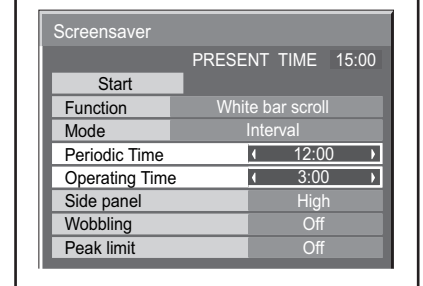 Screensaver
PRESENT TIME 15:00
Start
Function White bar scroll
Mode Interval
Periodic Time 12:00
Operating Time 3:00
Side panel High
Wobbling Off
Peak limit Off